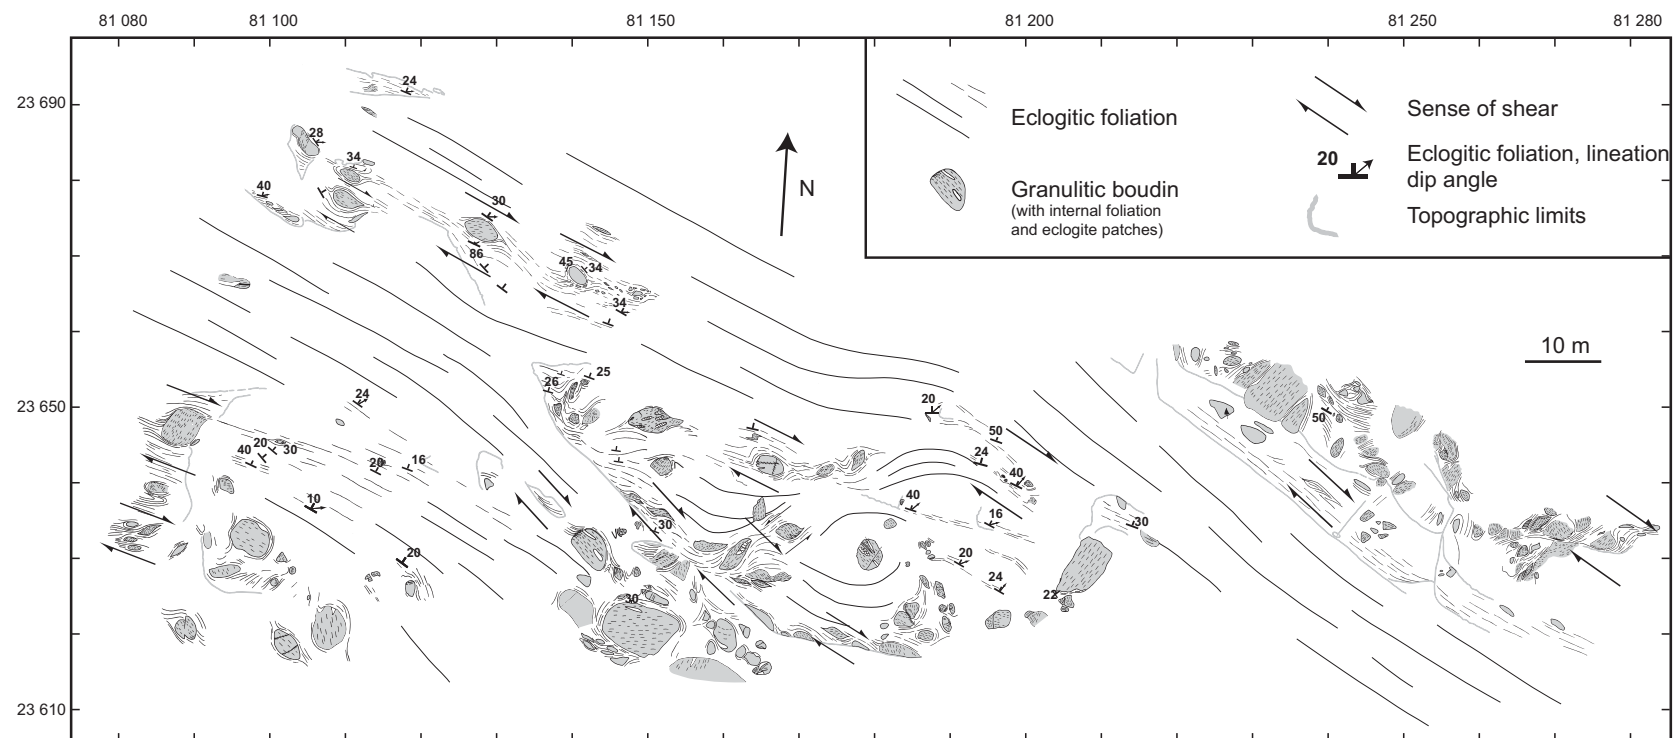 81 080 81 100 81 150 81 200 81 250 81 280
23 690
23 650
23 610
Eclogitic foliation
Granulitic boudin
(with internal foliation
and eclogite patches)
Sense of shear
20
Eclogitic foliation, lineation
dip angle
Topographic limits
N
10 m
24
28
34
40
30
86
45 34
34
26 25
24
40 20 30
20 16
10
20
30
30
20
50
24
40
40
16
20
24
22
30
50